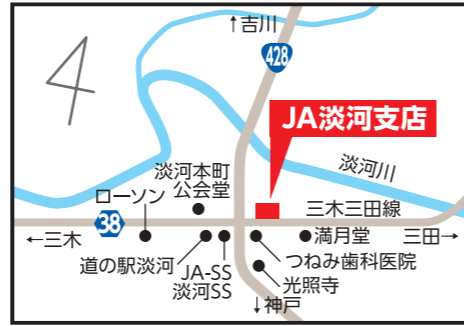 ↑吉川
428
JA淡河支店
淡河川
淡河本町
公会堂
ローソン
三木三田線
38
←三木
満月堂
三田→
道の駅淡河
JA-SS
淡河SS
つねみ歯科医院
光照寺
↓神戸